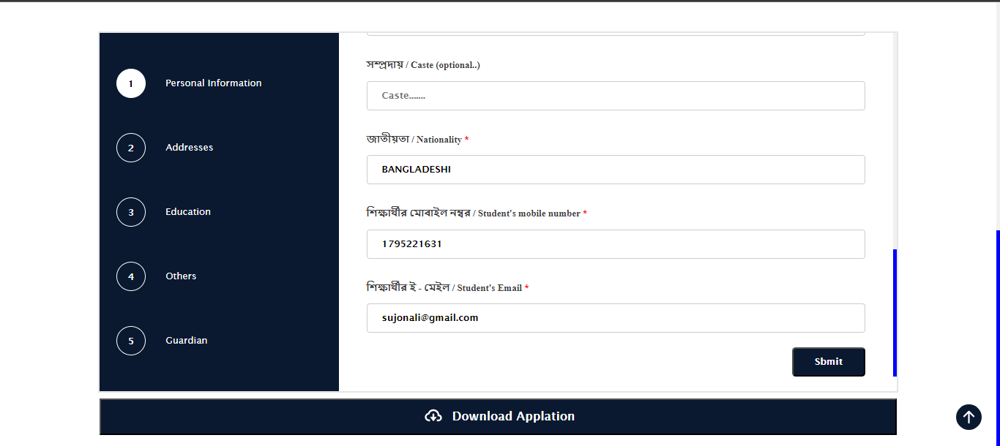 1 Personal Information
2 Addresses
3 Education
4 Others
5 Guardian
সম্প্রদায় / Caste (optional..)
Caste.......
জাতীয়তা / Nationality *
BANGLADESHI
শিক্ষার্থীর মোবাইল নম্বর / Student's mobile number *
1795221631
শিক্ষার্থীর ই - মেইল / Student's Email *
sujonali@gmail.com
Sbmit
Download Applation